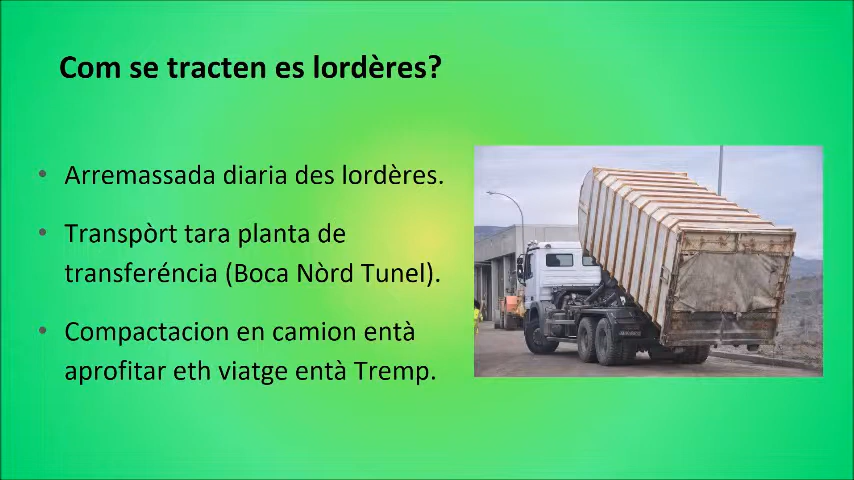 Com se tracten es lordères?
• Arremassada diaria des lordères.
• Transpòrt tara planta de
transferéncia (Boca Nòrd Tunel).
• Compactacion en camion entà
aprofitar eth viatge entà Tremp.